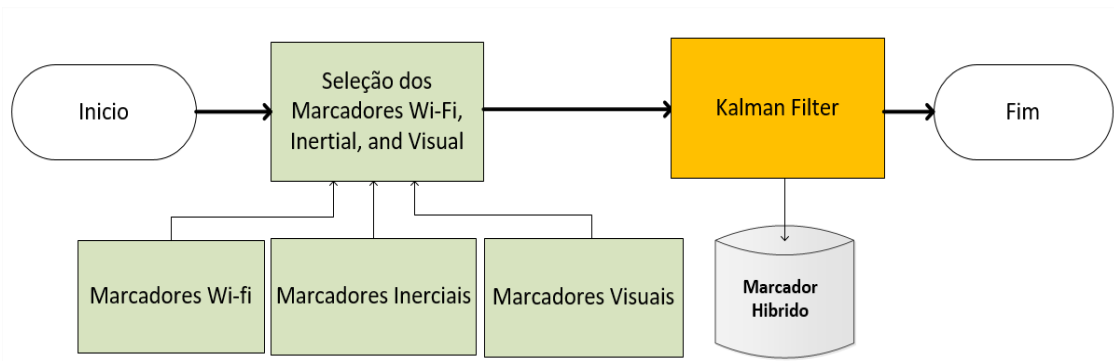 Inicio
Seleção dos
Marcadores Wi-Fi,
Inertial, and Visual
Kalman Filter
Fim
Marcadores Wi-fi
Marcadores Inerciais
Marcadores Visuais
Marcador
Hibrido